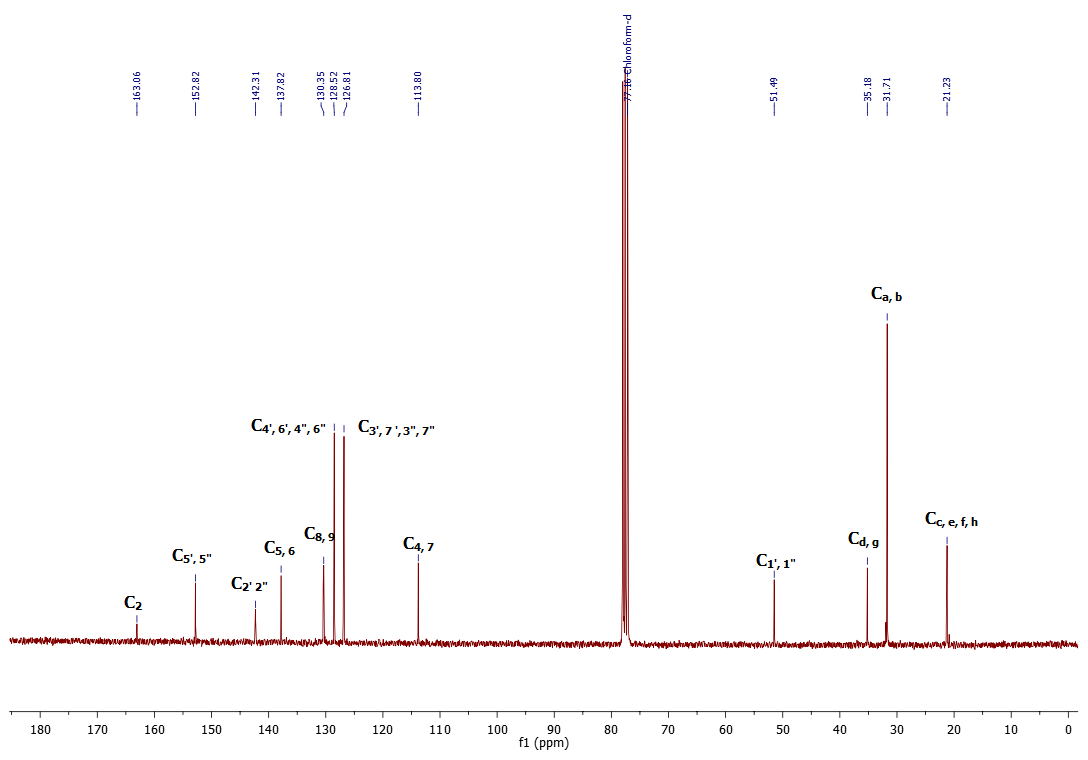 163.06
152.82
142.31
137.82
130.35
128.52
126.81
113.80
77.16 Chloroform-d
51.49
35.18
31.71
21.23
Ca, b
C4', 6', 4", 6"
C3', 7 ', 3", 7"
Cc, e, f, h
C8, 9
Cd, g
C4, 7
C5, 6
C5', 5"
C1', 1"
C2' 2"
C2
180
170
160
150
140
130
120
110
100
90
80
70
60
50
40
30
20
10
0
f1 (ppm)